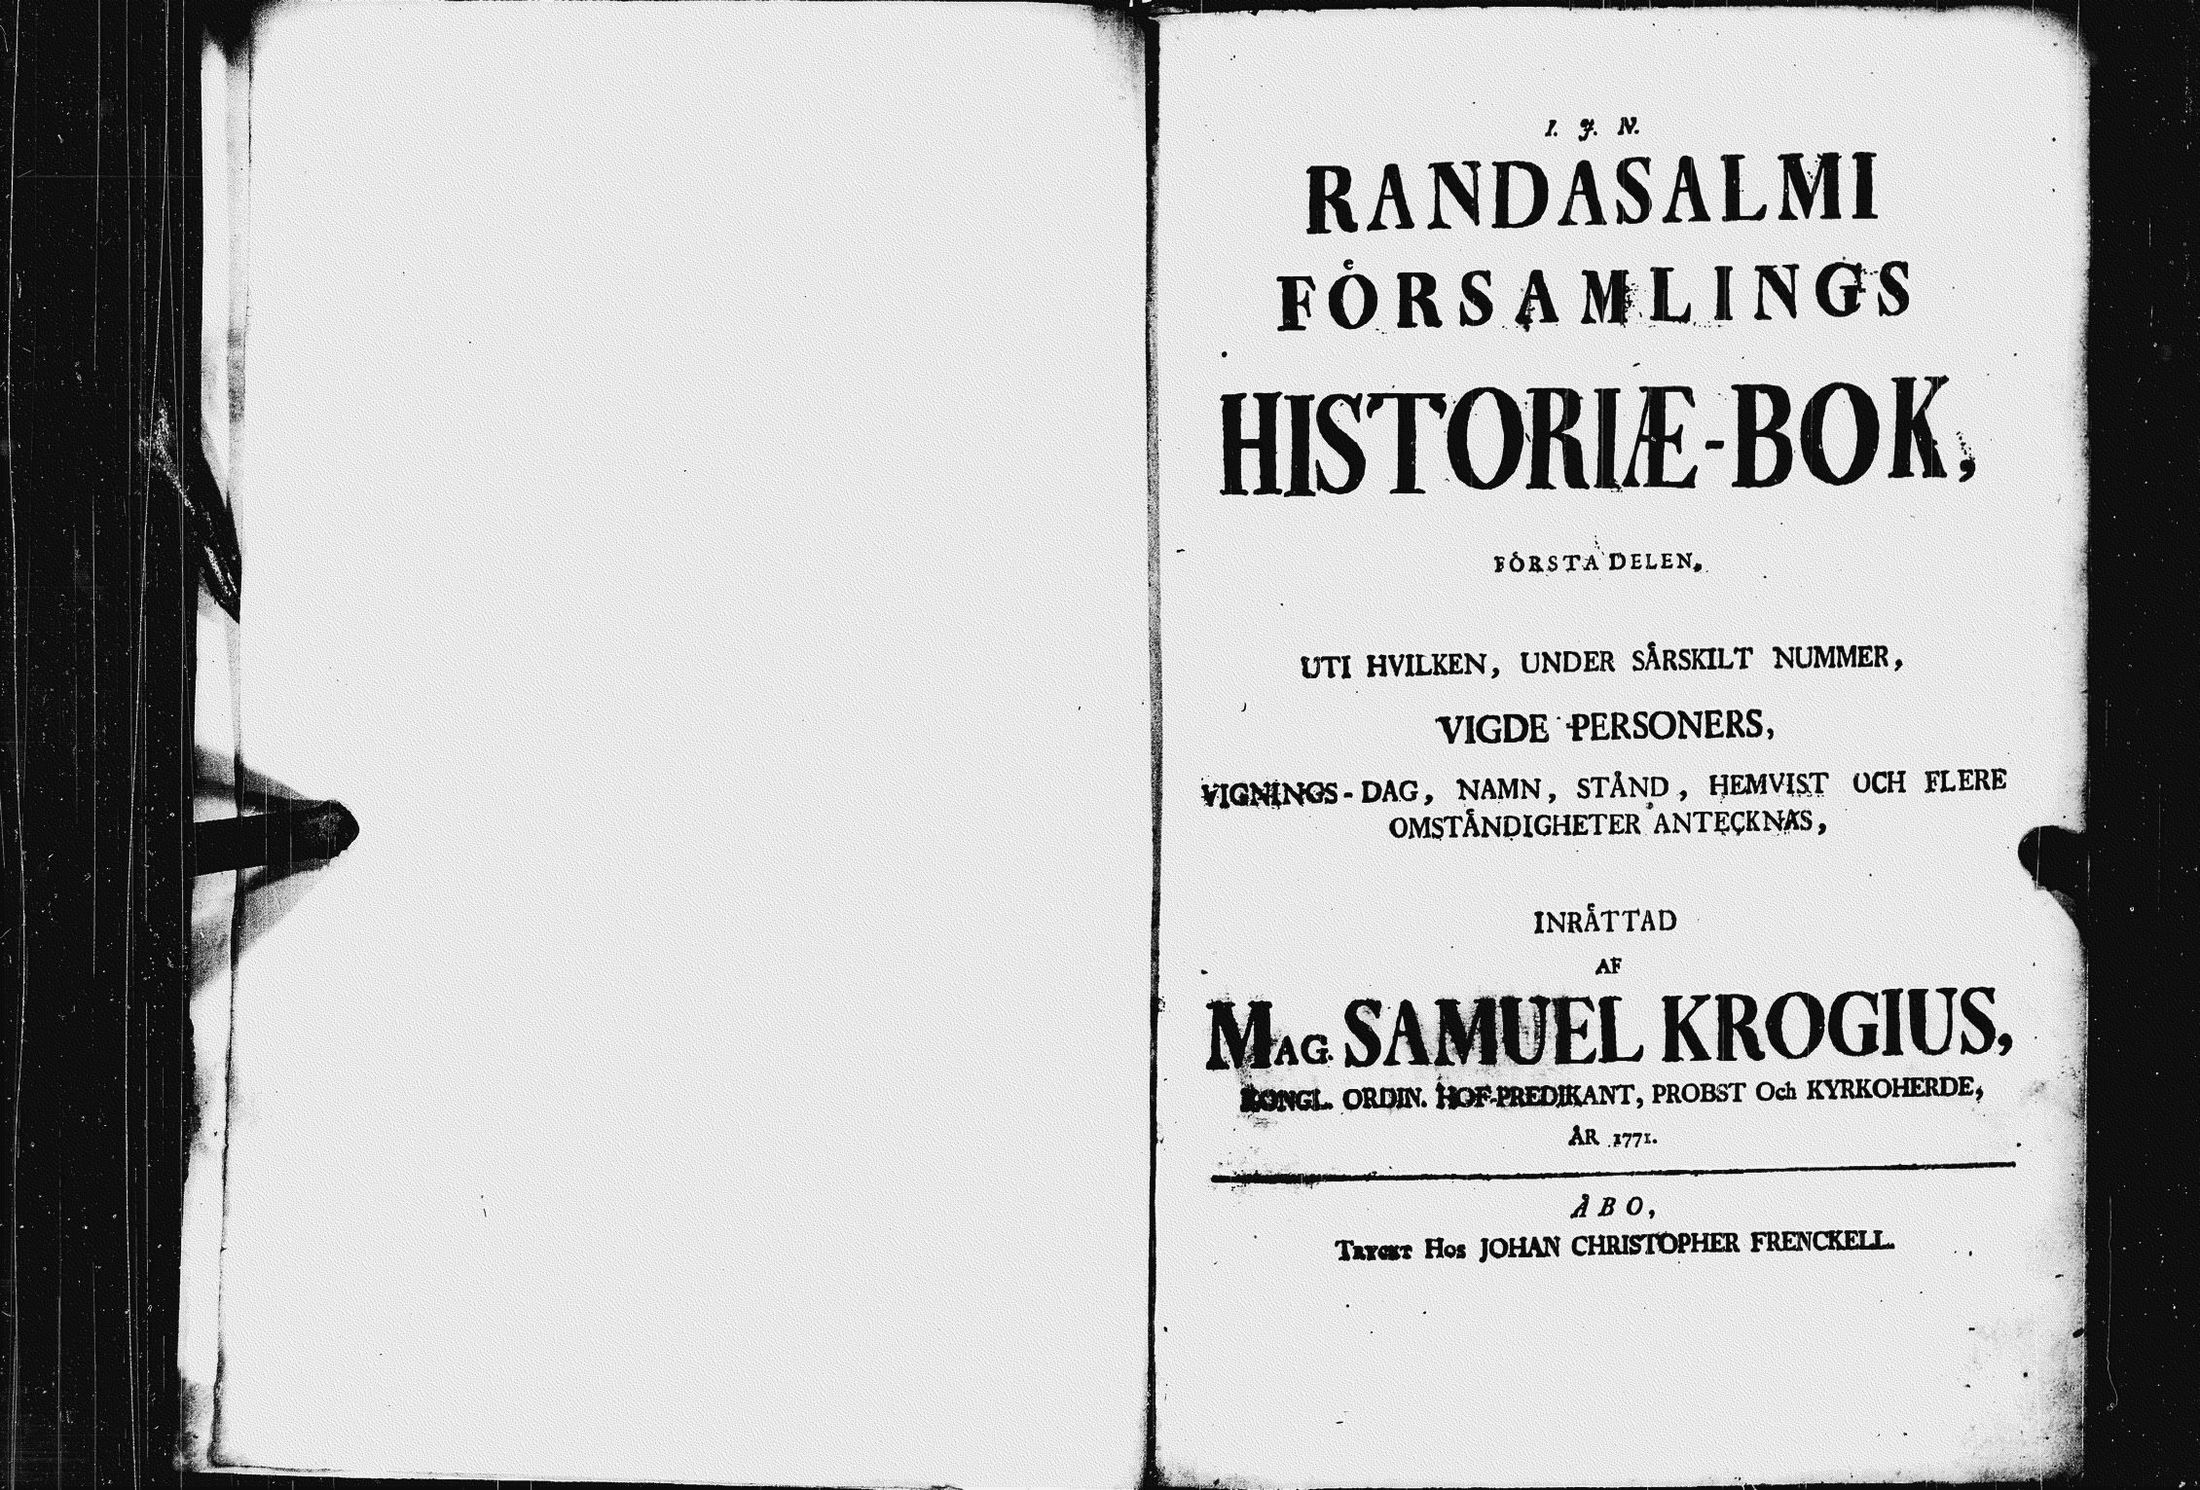 I. J. N.
RANDASALMI
FÖRSAMLINGS
HISTORIÆ-BOK,
FÖRSTA DELEN,
UTI HVILKEN, UNDER SÄRSKILT NUMMER,
VIGDE PERSONERS,
VIGNINGS-DAG, NAMN, STÅND, HEMVIST OCH FLERE
OMSTÄNDIGHETER ANTECKNAS,
INRÄTTAD
AF
MAG. SAMUEL KROGIUS,
KONGL. ORDIN. HOF-PREDIKANT, PROBST Och KYRKOHERDE,
ÅR 1771.
ÅBO,
TRYCKT Hos JOHAN CHRISTOPHER FRENCKELL.